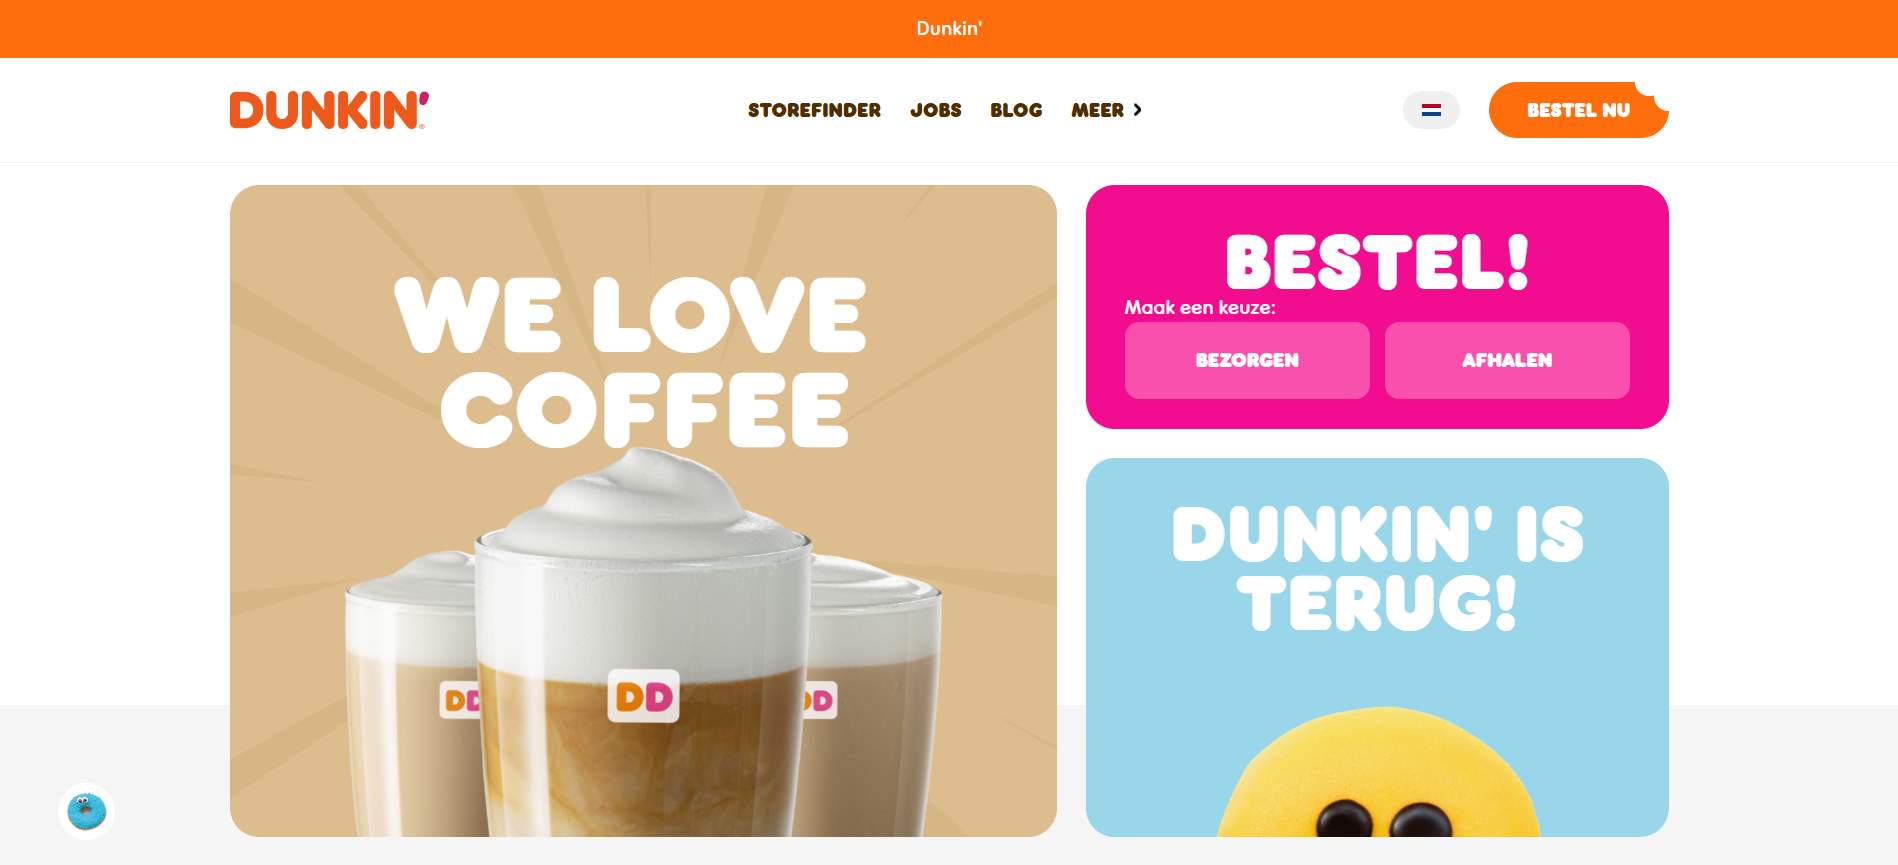 Dunkin'
DUNKIN'
STOREFINDER JOBS BLOG MEER
BESTEL NU
WE LOVE
COFFEE
DD
DD
DD
BESTEL!
Maak een keuze:
BEZORGEN AFHALEN
DUNKIN' IS
TERUG!